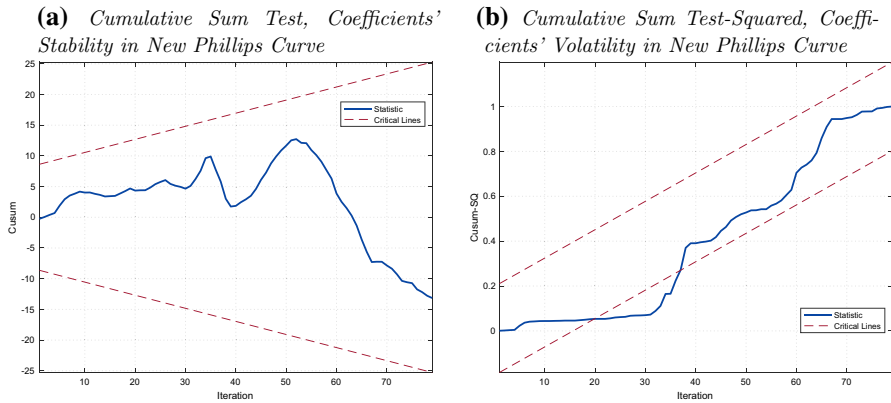 (a) Cumulative Sum Test, Coefficients'
Stability in New Phillips Curve
25
20
15
10
5
0
-5
-10
-15
-20
-25
Cusum
10
20
30
40
50
60
70
Iteration
Statistic
Critical Lines
(b) Cumulative Sum Test-Squared, Coeffi-
cients' Volatility in New Phillips Curve
1
0.8
0.6
0.4
0.2
0
Cusum-SQ
10
20
30
40
50
60
70
Iteration
Statistic
Critical Lines